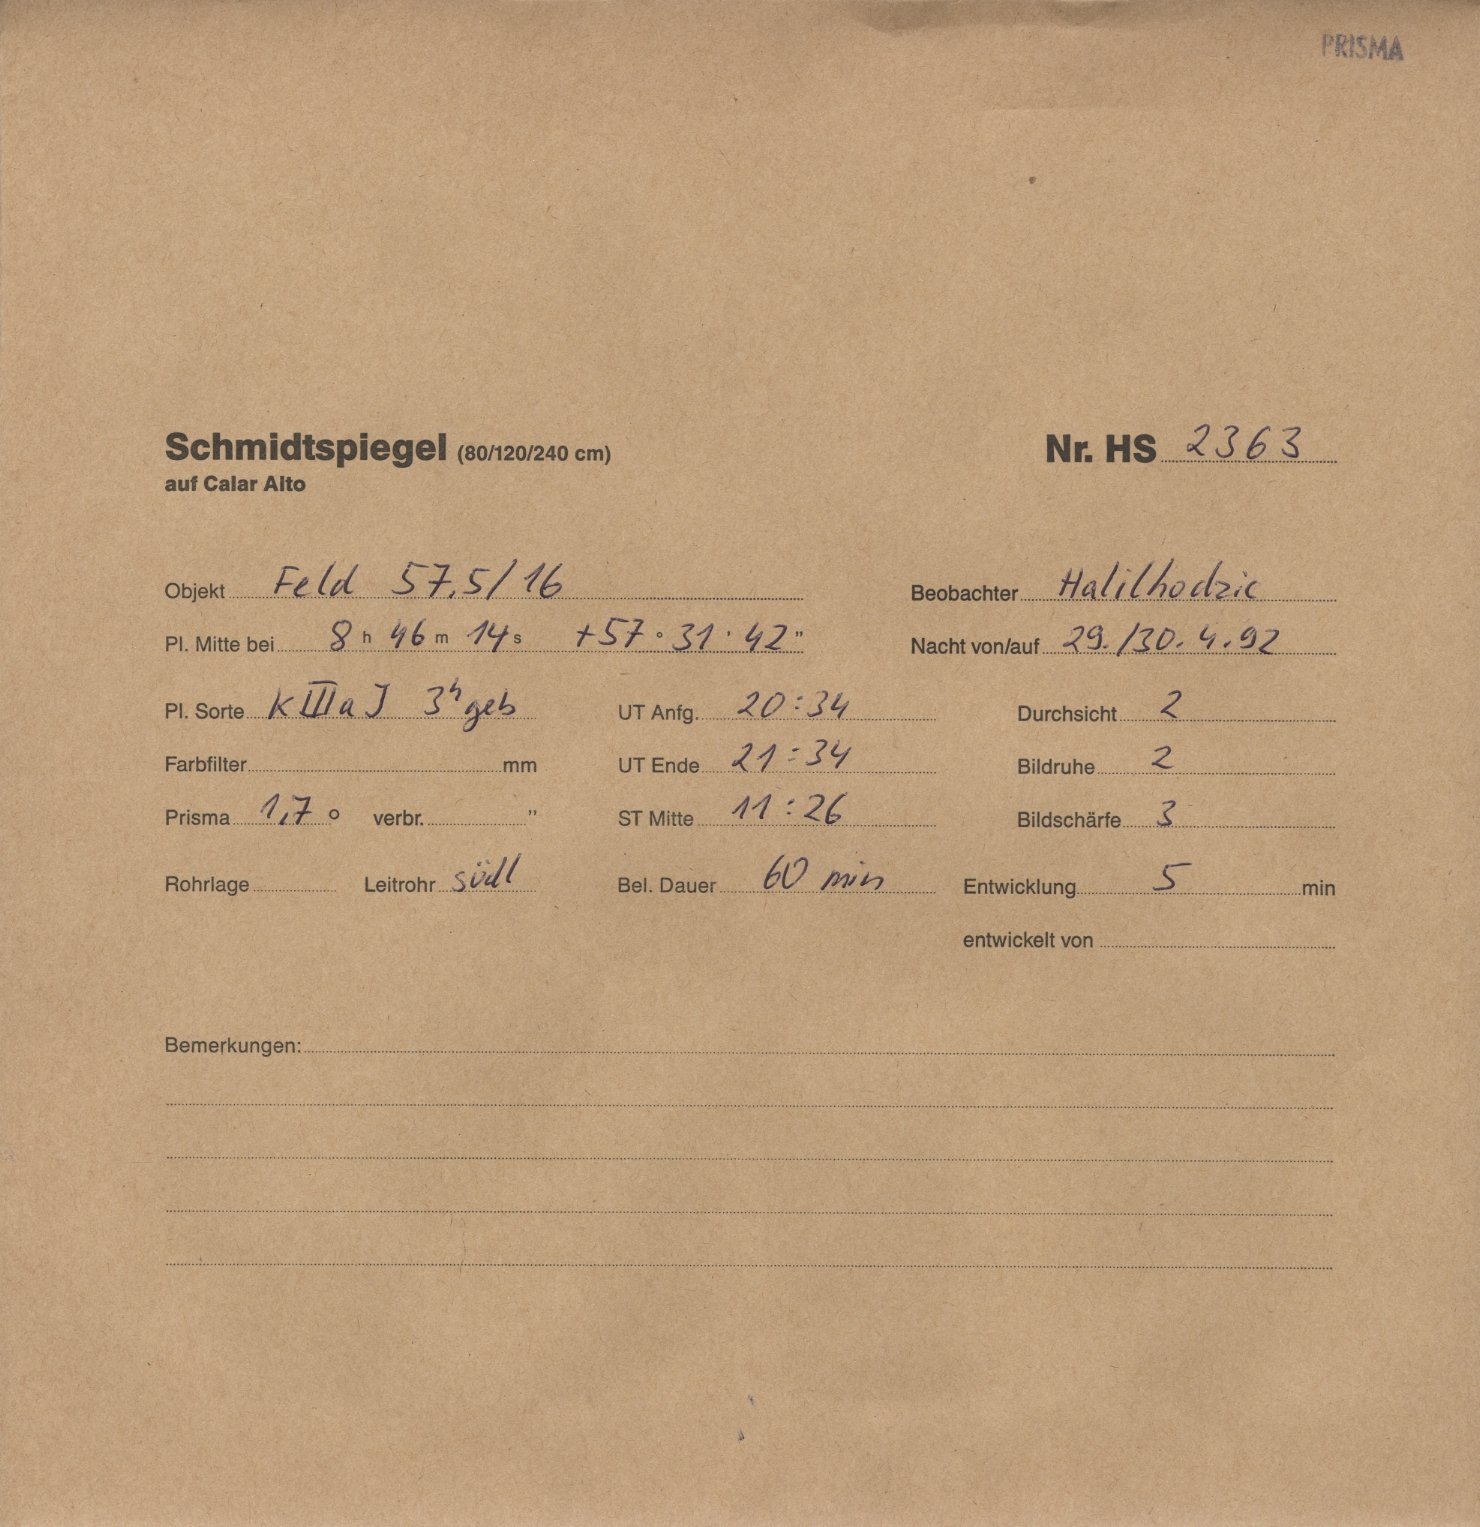 PRISMA
Schmidtspiegel (80/120/240 cm) Nr. HS 2363
auf Calar Alto
Objekt Feld 57,5/16 Beobachter Halilhodzic
Pl. Mitte bei 8 h 46 m 14 s +57 ° 31 ' 42 " Nacht von/auf 29./30.4.92
Pl. Sorte K III a J 3h geb UT Anfg. 20:34 Durchsicht 2
Farbfilter mm UT Ende 21:34 Bildruhe 2
Prisma 1,7 ° verbr. " ST Mitte 11:26 Bildschärfe 3
Rohrlage Leitrohr südl Bel. Dauer 60 min Entwicklung 5 min
entwickelt von
Bemerkungen: